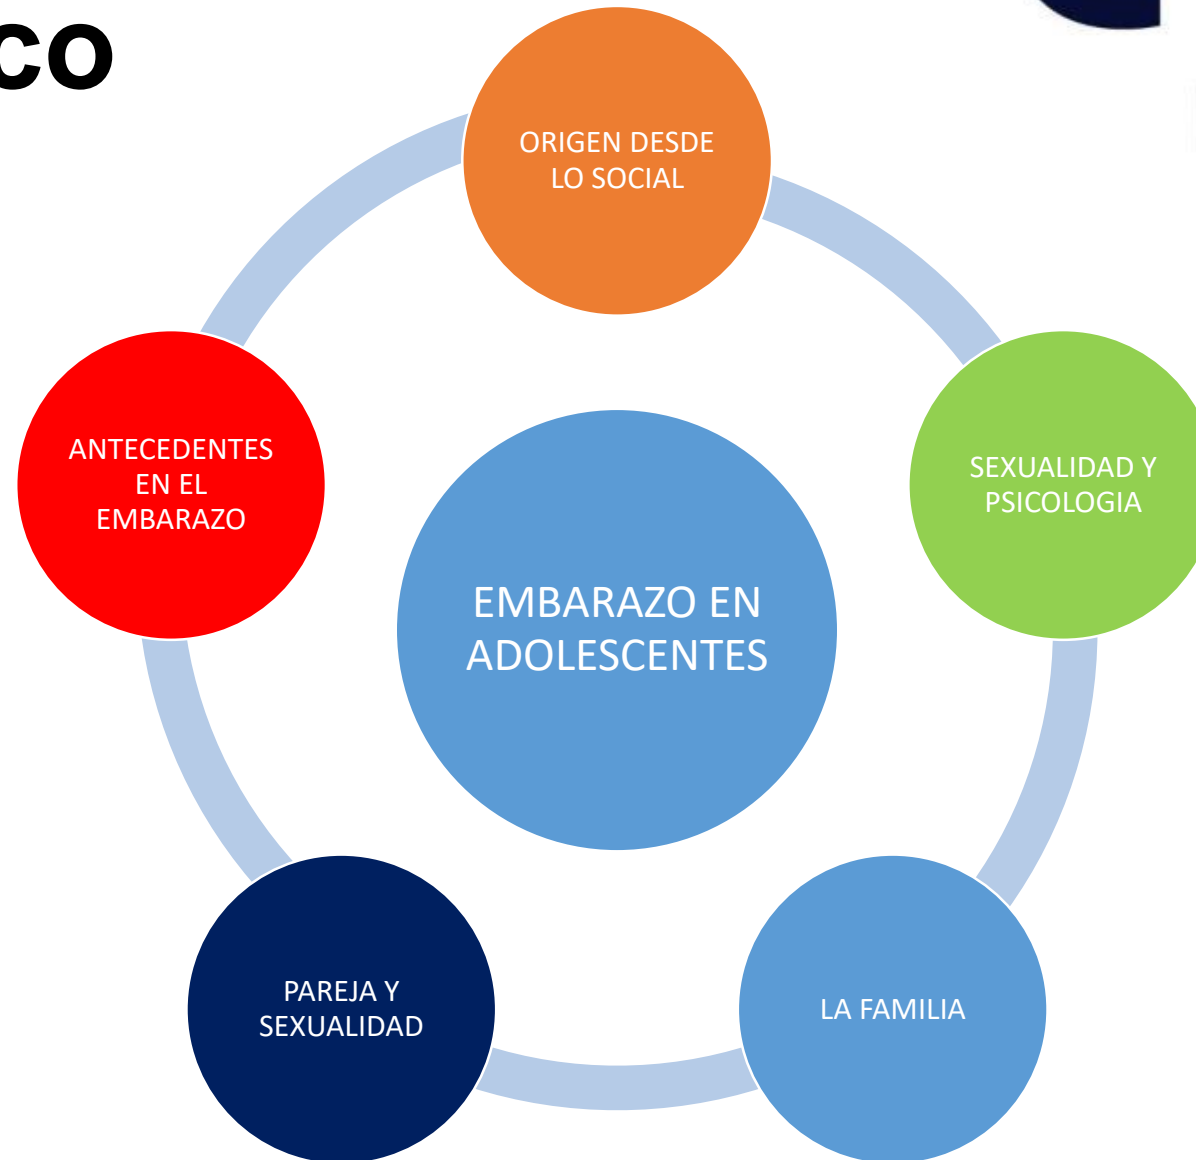 co
ORIGEN DESDE
LO SOCIAL
SEXUALIDAD Y
PSICOLOGIA
LA FAMILIA
PAREJA Y
SEXUALIDAD
ANTECEDENTES
EN EL
EMBARAZO
EMBARAZO EN
ADOLESCENTES